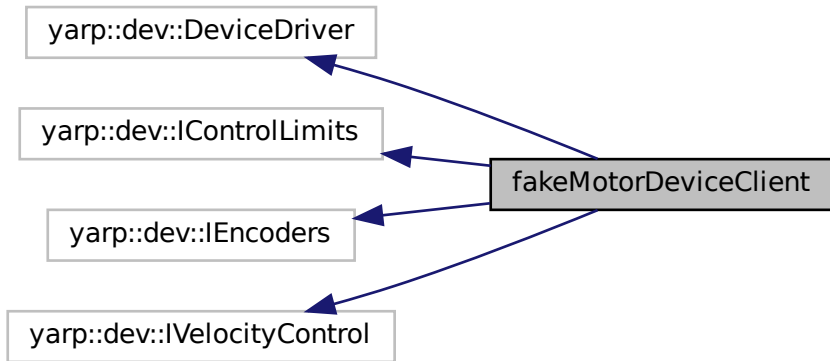 yarp::dev::DeviceDriver
yarp::dev::IControlLimits
fakeMotorDeviceClient
yarp::dev::IEncoders
yarp::dev::IVelocityControl